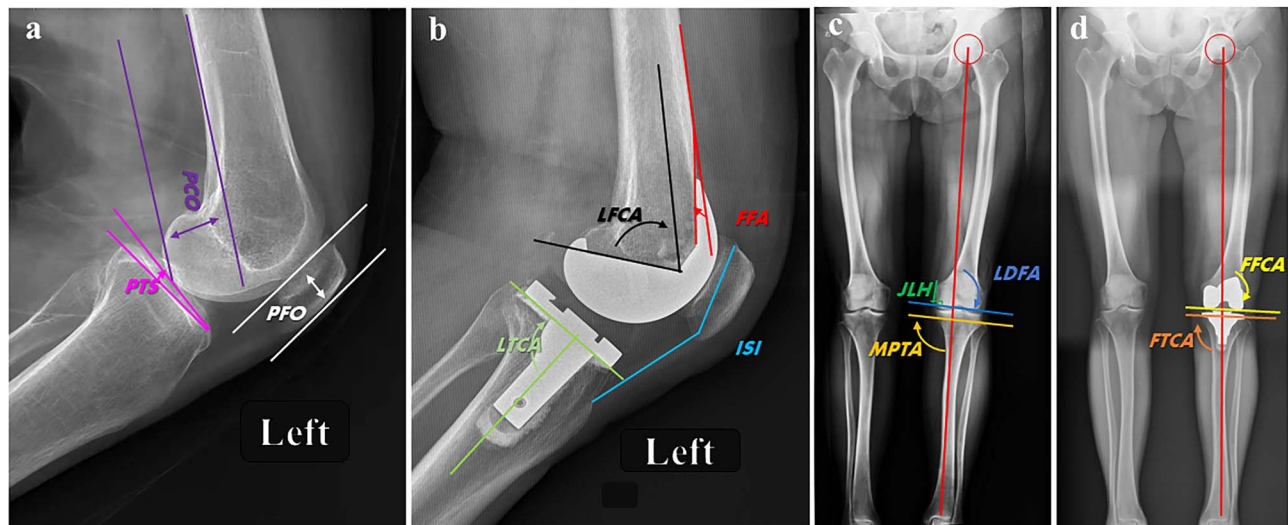 a
PCO
PTS
PFO
Left
b
LFCA
FFA
LTCA
ISI
Left
c
JLH
LDFA
MPTA
d
FFCA
FTCA